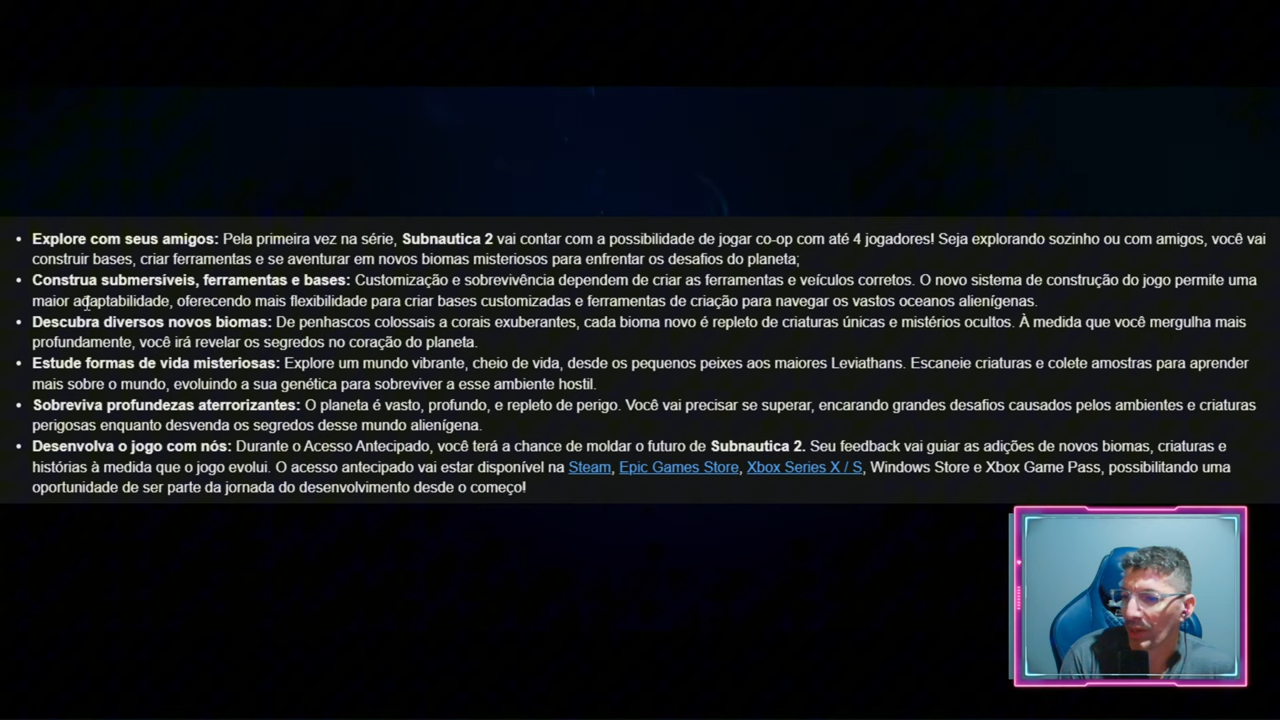 • Explore com seus amigos: Pela primeira vez na série, Subnautica 2 vai contar com a possibilidade de jogar co-op com até 4 jogadores! Seja explorando sozinho ou com amigos, você vai
construir bases, criar ferramentas e se aventurar em novos biomas misteriosos para enfrentar os desafios do planeta;
• Construa submersíveis, ferramentas e bases: Customização e sobrevivência dependem de criar as ferramentas e veículos corretos. O novo sistema de construção do jogo permite uma
maior adaptabilidade, oferecendo mais flexibilidade para criar bases customizadas e ferramentas de criação para navegar os vastos oceanos alienígenas.
• Descubra diversos novos biomas: De penhascos colossais a corais exuberantes, cada bioma novo é repleto de criaturas únicas e mistérios ocultos. À medida que você mergulha mais
profundamente, você irá revelar os segredos no coração do planeta.
• Estude formas de vida misteriosas: Explore um mundo vibrante, cheio de vida, desde os pequenos peixes aos maiores Leviathans. Escaneie criaturas e colete amostras para aprender
mais sobre o mundo, evoluindo a sua genética para sobreviver a esse ambiente hostil.
• Sobreviva profundezas aterrorizantes: O planeta é vasto, profundo, e repleto de perigo. Você vai precisar se superar, encarando grandes desafios causados pelos ambientes e criaturas
perigosas enquanto desvenda os segredos desse mundo alienígena.
• Desenvolva o jogo com nós: Durante o Acesso Antecipado, você terá a chance de moldar o futuro de Subnautica 2. Seu feedback vai guiar as adições de novos biomas, criaturas e
histórias à medida que o jogo evolui. O acesso antecipado vai estar disponível na Steam, Epic Games Store, Xbox Series X / S, Windows Store e Xbox Game Pass, possibilitando uma
oportunidade de ser parte da jornada do desenvolvimento desde o começo!